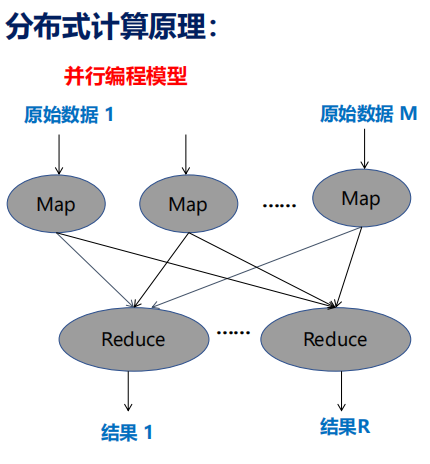 分布式计算原理：
并行编程模型
原始数据 1
原始数据 M
Map
Map
……
Map
Reduce
……
Reduce
结果 1
结果R